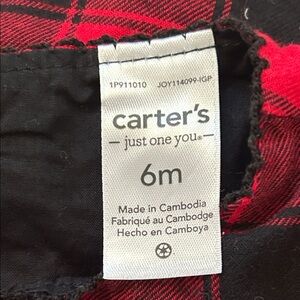 1P911010 JOY114099-IGP
carter's
just one you®
6m
Made in Cambodia
Fabriqué au Cambodge
Hecho en Camboya